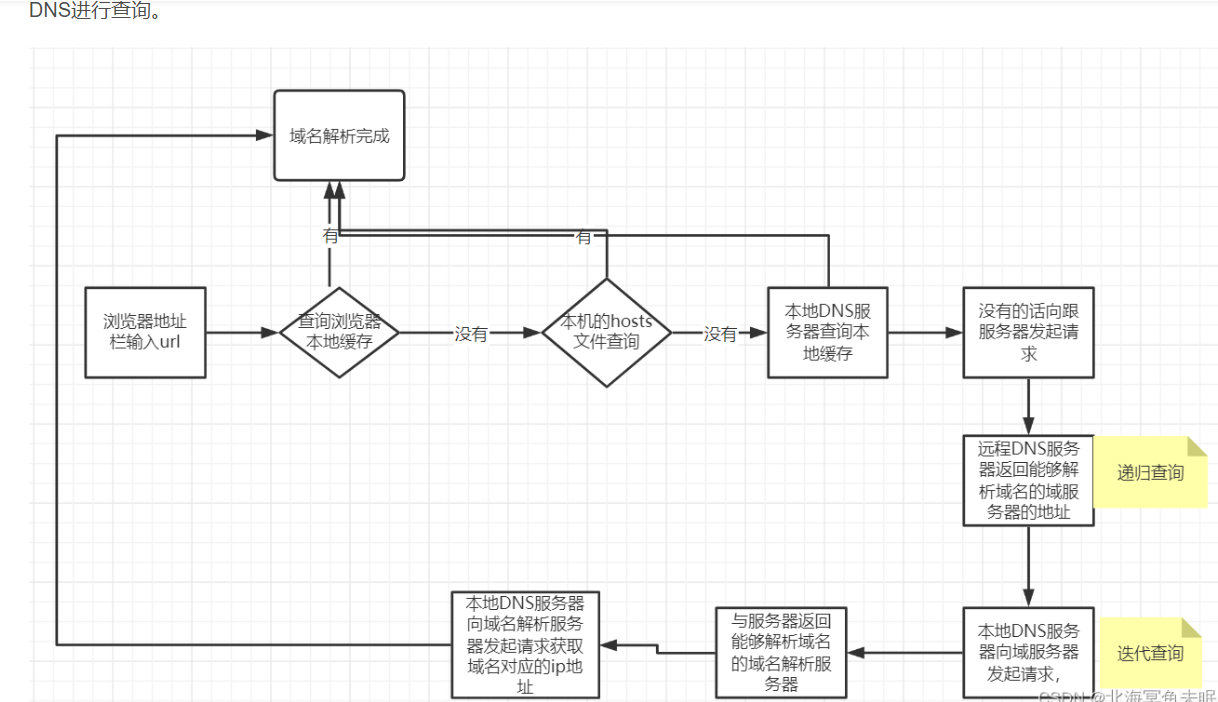 DNS进行查询。
域名解析完成
有
有
浏览器地址
栏输入url
查询浏览器
本地缓存
没有
本机的hosts
文件查询
没有
本地DNS服
务器查询本
地缓存
没有的话向跟
服务器发起请
求
远程DNS服务
器返回能够解
析域名的域服
务器的地址
递归查询
本地DNS服务
器向域服务器
发起请求，
迭代查询
与服务器返回
能够解析域名
的域名解析服
务器
本地DNS服务器
向域名解析服务
器发起请求获取
域名对应的ip地
址
CSDN @北海冥鱼未眠